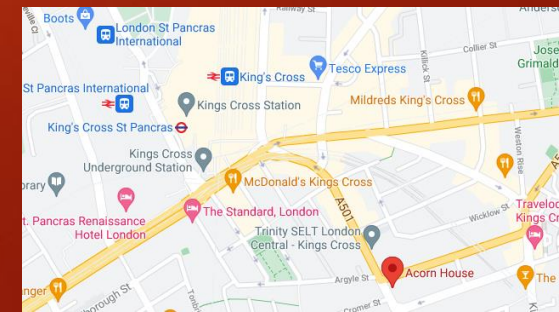 Railway St
Boots
London St Pancras
International
Collier St
Killick St
Tesco Express
King's Cross
St Pancras International
Kings Cross Station
Mildreds King's Cross
King's Cross St Pancras
Weston Rise
Kings Cross
Underground Station
McDonald's Kings Cross
A501
The Standard, London
Wicklow St
t. Pancras Renaissance
Hotel London
Trinity SELT London
Central - Kings Cross
Argyle St
Acorn House
Cromer St
The